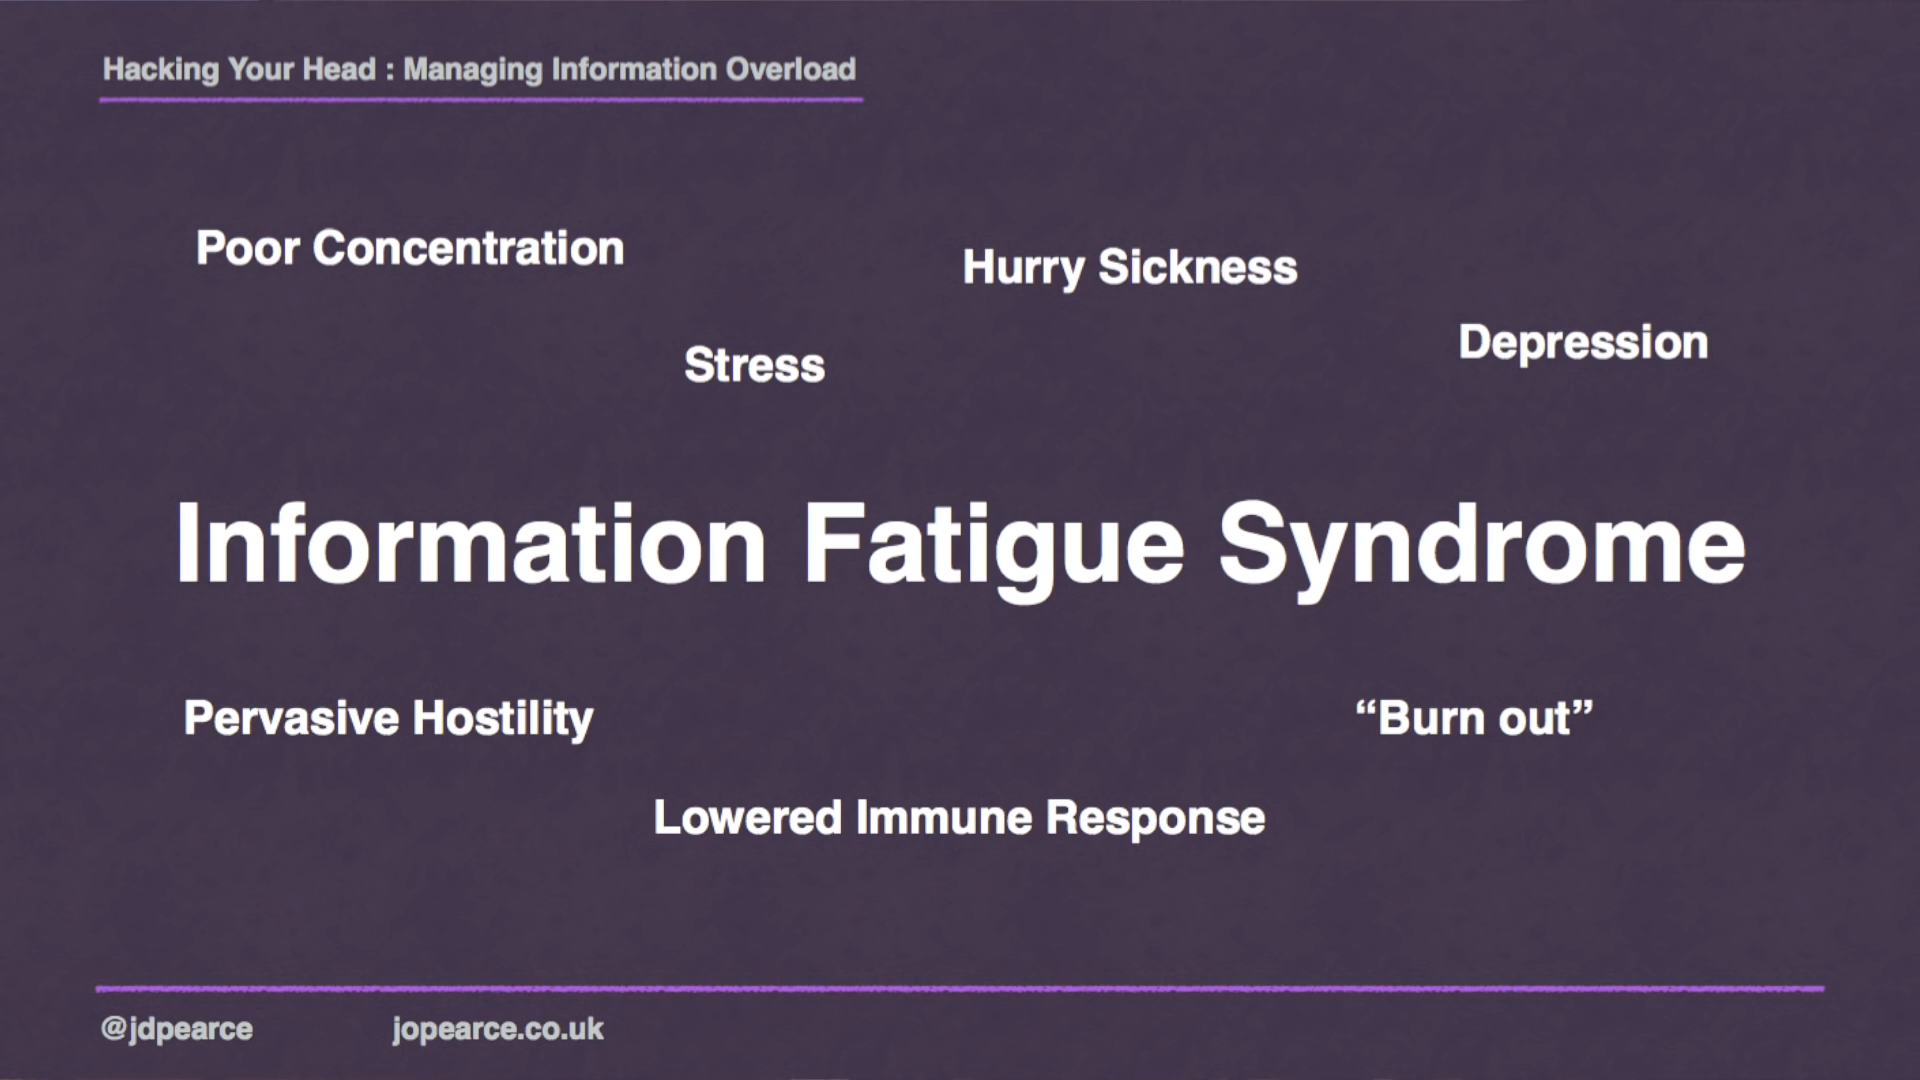 Hacking Your Head : Managing Information Overload
Poor Concentration
Hurry Sickness
Depression
Stress
Information Fatigue Syndrome
Pervasive Hostility
“Burn out”
Lowered Immune Response
@jdpearce
jopearce.co.uk